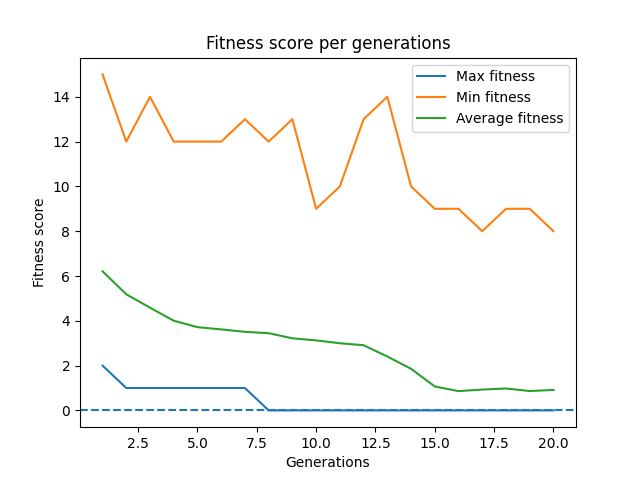 Fitness score per generations
Max fitness
Min fitness
Average fitness
Fitness score
14
12
10
8
6
4
2
0
2.5 5.0 7.5 10.0 12.5 15.0 17.5 20.0
Generations